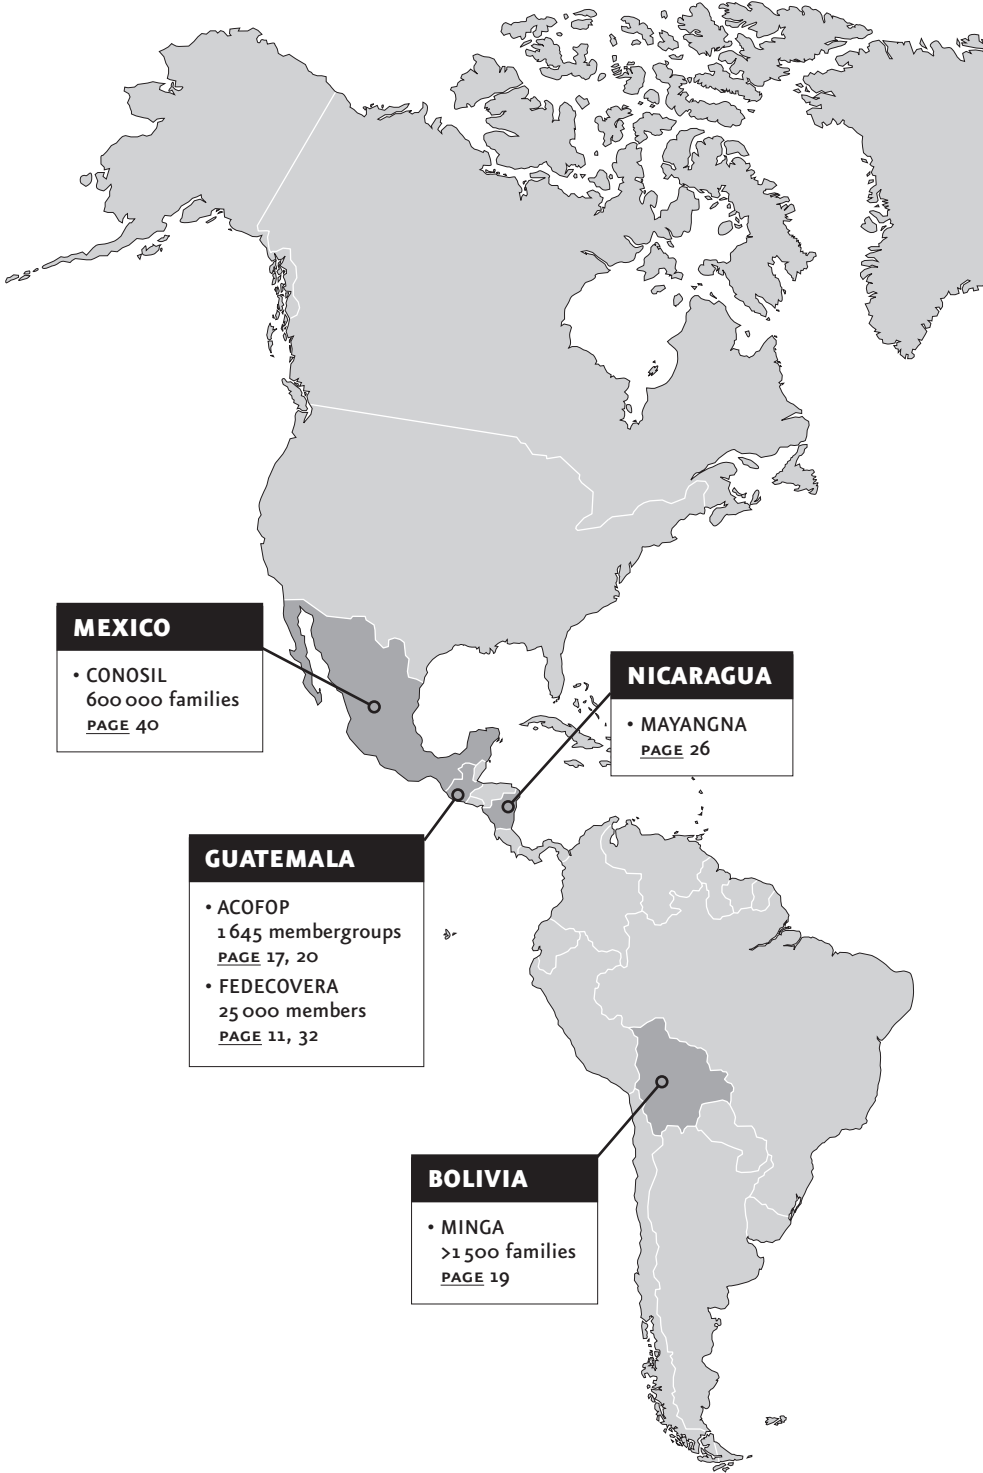 MEXICO
• CONOSIL
600 000 families
PAGE 40
NICARAGUA
• MAYANGNA
PAGE 26
GUATEMALA
• ACOFOP
1 645 membergroups
PAGE 17, 20
• FEDECOVERA
25 000 members
PAGE 11, 32
BOLIVIA
• MINGA
>1 500 families
PAGE 19